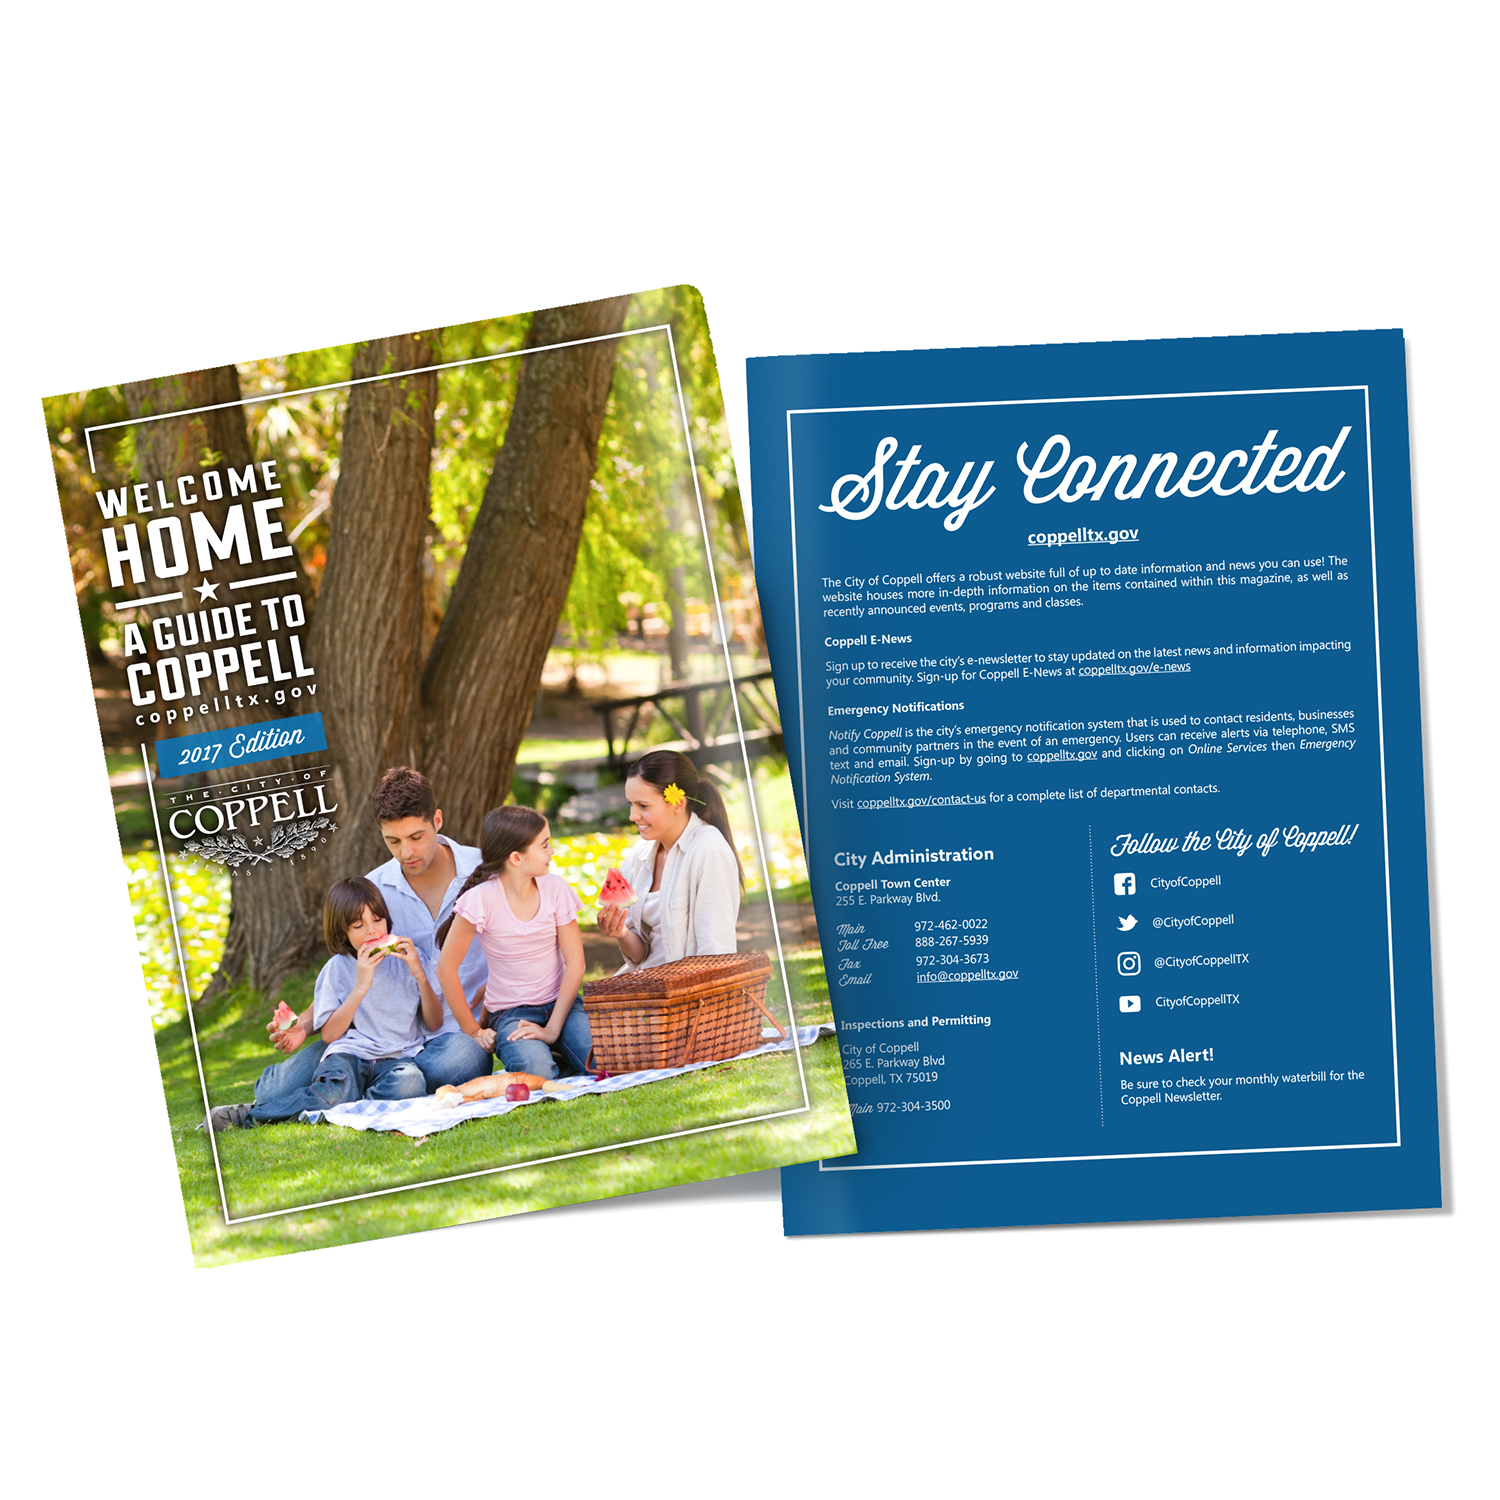 WELCOME
HOME
A GUIDE TO
COPPELL
coppelltx.gov
2017 Edition
THE·CITY·OF
COPPELL
TEXAS · 1890
Stay Connected
coppelltx.gov
The City of Coppell offers a robust website full of up to date information and news you can use! The
website houses more in-depth information on the items contained within this magazine, as well as
recently announced events, programs and classes.
Coppell E-News
Sign up to receive the city's e-newsletter to stay updated on the latest news and information impacting
your community. Sign-up for Coppell E-News at coppelltx.gov/e-news
Emergency Notifications
Notify Coppell is the city's emergency notification system that is used to contact residents, businesses
and community partners in the event of an emergency. Users can receive alerts via telephone, SMS
text and email. Sign-up by going to coppelltx.gov and clicking on Online Services then Emergency
Notification System.
Visit coppelltx.gov/contact-us for a complete list of departmental contacts.
City Administration
Coppell Town Center
255 E. Parkway Blvd.
Main 972-462-0022
Toll Free 888-267-5939
Fax 972-304-3673
Email info@coppelltx.gov
Inspections and Permitting
City of Coppell
265 E. Parkway Blvd
Coppell, TX 75019
Main 972-304-3500
Follow the City of Coppell!
CityofCoppell
@CityofCoppell
@CityofCoppellTX
CityofCoppellTX
News Alert!
Be sure to check your monthly waterbill for the
Coppell Newsletter.